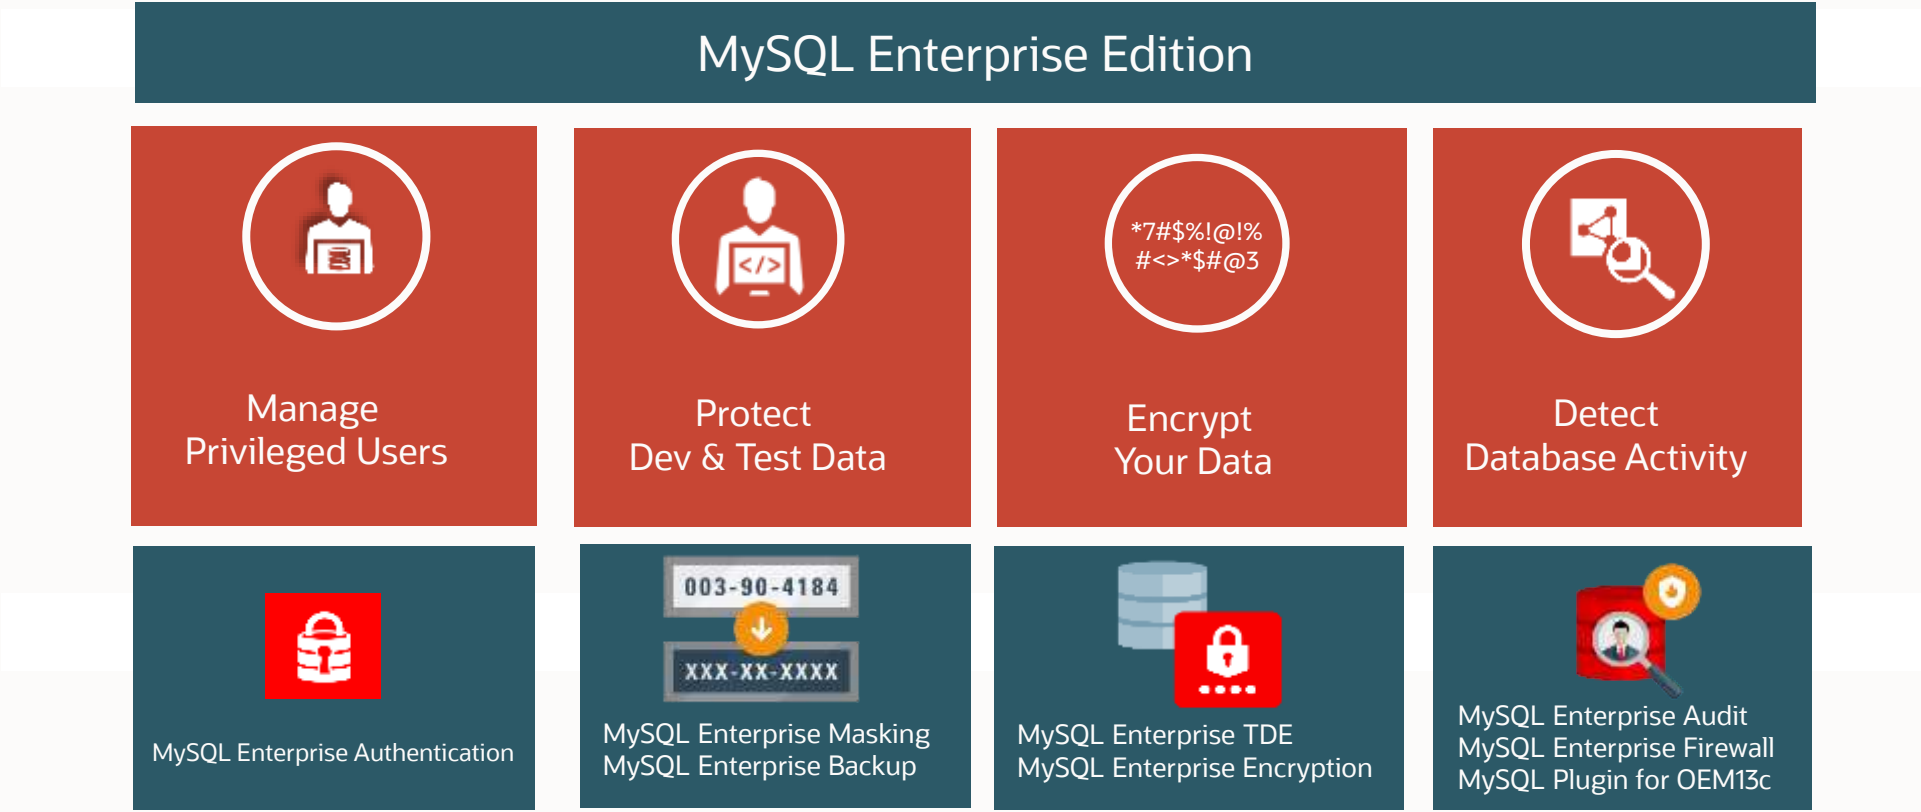 MySQL Enterprise Edition
Manage
Privileged Users
</>
Protect
Dev & Test Data
*7#$%!@!%
#<>*$#@3
Encrypt
Your Data
Detect
Database Activity
MySQL Enterprise Authentication
003-90-4184
XXX-XX-XXXX
MySQL Enterprise Masking
MySQL Enterprise Backup
MySQL Enterprise TDE
MySQL Enterprise Encryption
MySQL Enterprise Audit
MySQL Enterprise Firewall
MySQL Plugin for OEM13c